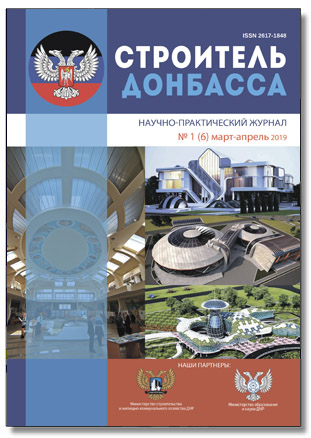 ISSN 2617-1848
СТРОИТЕЛЬ
ДОНБАССА
НАУЧНО-ПРАКТИЧЕСКИЙ ЖУРНАЛ
№ 1 (6) март-апрель 2019
НАШИ ПАРТНЕРЫ:
Министерство строительства
и жилищно-коммунального хозяйства ДНР
Министерство образования
и науки ДНР